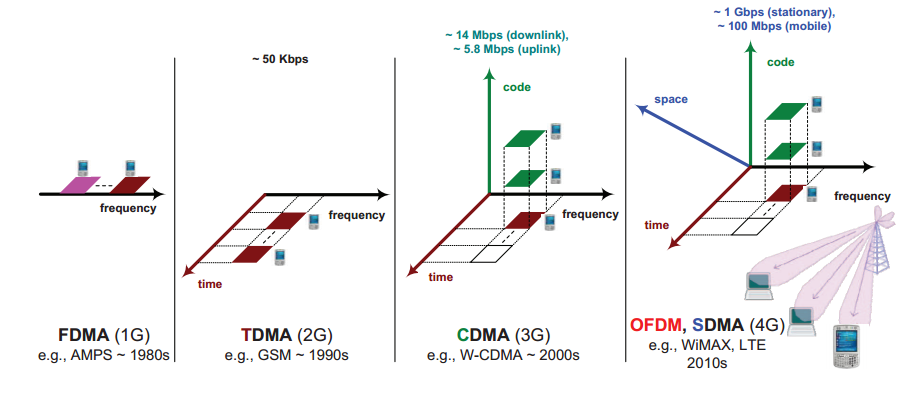 frequency
FDMA (1G)
e.g., AMPS ~ 1980s
~ 50 Kbps
frequency
time
TDMA (2G)
e.g., GSM ~ 1990s
~ 14 Mbps (downlink),
~ 5.8 Mbps (uplink)
code
frequency
time
CDMA (3G)
e.g., W-CDMA ~ 2000s
~ 1 Gbps (stationary),
~ 100 Mbps (mobile)
code
space
frequency
time
OFDM, SDMA (4G)
e.g., WiMAX, LTE
2010s